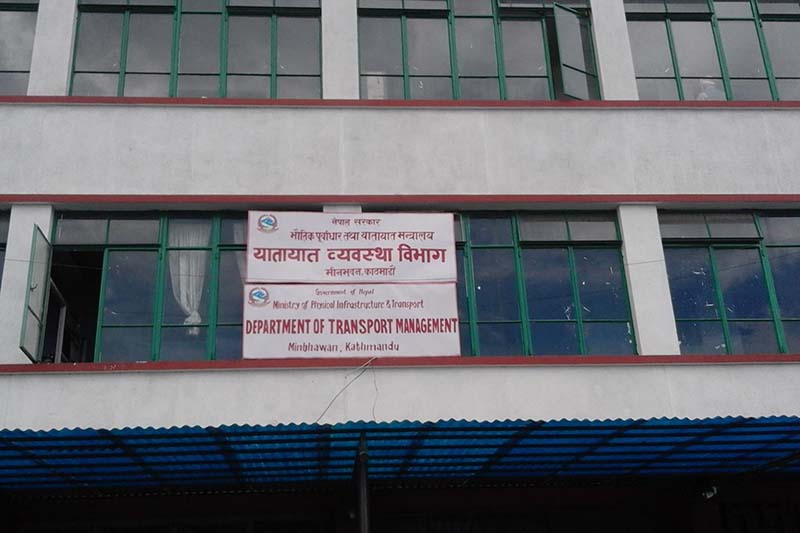 नेपाल सरकार
भौतिक पूर्वाधार तथा यातायात मन्त्रालय
यातायात व्यवस्था विभाग
मीनभवन, काठमाडौं
Government of Nepal
Ministry of Physical Infrastructure & Transport
DEPARTMENT OF TRANSPORT MANAGEMENT
Minbhawan, Kathmandu